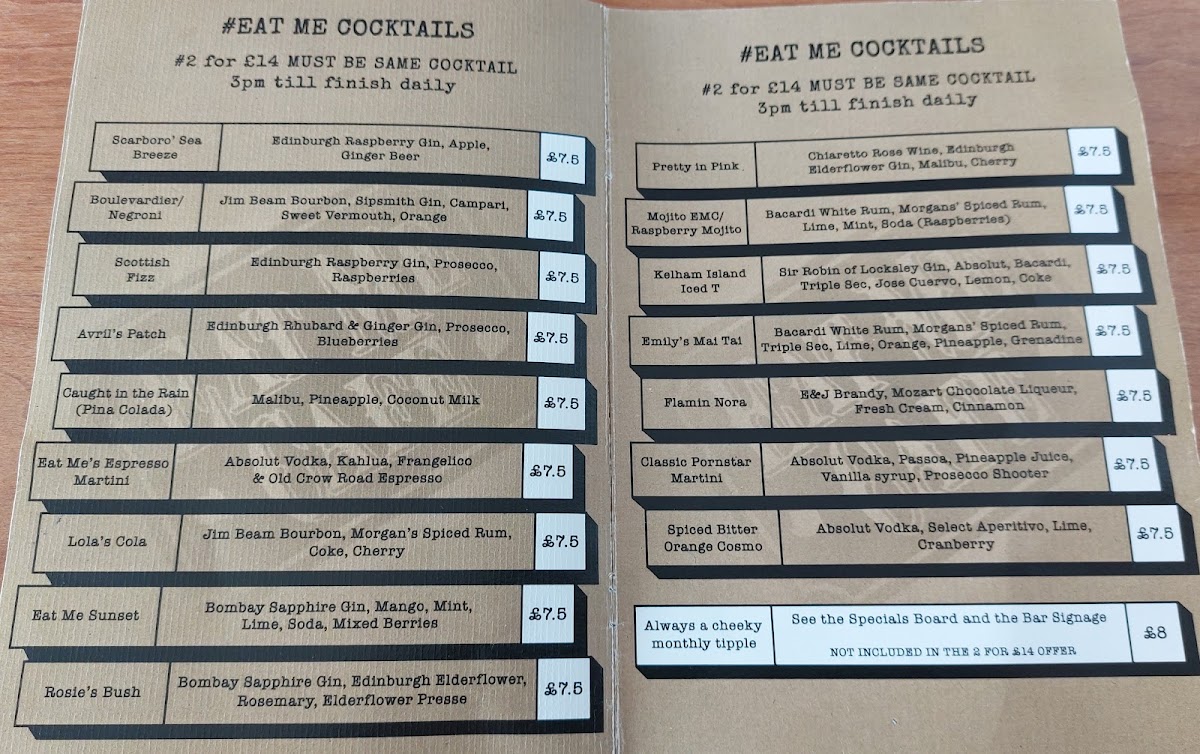 #EAT ME COCKTAILS
#2 for £14 MUST BE SAME COCKTAIL
3pm till finish daily
Scarboro' Sea
Breeze
Edinburgh Raspberry Gin, Apple,
Ginger Beer
£7.5
Boulevardier/
Negroni
Jim Beam Bourbon, Sipsmith Gin, Campari,
Sweet Vermouth, Orange
£7.5
Scottish
Fizz
Edinburgh Raspberry Gin, Prosecco,
Raspberries
£7.5
Avril's Patch
Edinburgh Rhubard & Ginger Gin, Prosecco,
Blueberries
£7.5
Caught in the Rain
(Pina Colada)
Malibu, Pineapple, Coconut Milk
£7.5
Eat Me's Espresso
Martini
Absolut Vodka, Kahlua, Frangelico
& Old Crow Road Espresso
£7.5
Lola's Cola
Jim Beam Bourbon, Morgan's Spiced Rum,
Coke, Cherry
£7.5
Eat Me Sunset
Bombay Sapphire Gin, Mango, Mint,
Lime, Soda, Mixed Berries
£7.5
Rosie's Bush
Bombay Sapphire Gin, Edinburgh Elderflower,
Rosemary, Elderflower Presse
£7.5
#EAT ME COCKTAILS
#2 for £14 MUST BE SAME COCKTAIL
3pm till finish daily
Pretty in Pink
Chiaretto Rose Wine, Edinburgh
Elderflower Gin, Malibu, Cherry
£7.5
Mojito EMC/
Raspberry Mojito
Bacardi White Rum, Morgans' Spiced Rum,
Lime, Mint, Soda (Raspberries)
£7.5
Kelham Island
Iced T
Sir Robin of Locksley Gin, Absolut, Bacardi,
Triple Sec, Jose Cuervo, Lemon, Coke
£7.5
Emily's Mai Tai
Bacardi White Rum, Morgans' Spiced Rum,
Triple Sec, Lime, Orange, Pineapple, Grenadine
£7.5
Flamin Nora
E&J Brandy, Mozart Chocolate Liqueur,
Fresh Cream, Cinnamon
£7.5
Classic Pornstar
Martini
Absolut Vodka, Passoa, Pineapple Juice,
Vanilla syrup, Prosecco Shooter
£7.5
Spiced Bitter
Orange Cosmo
Absolut Vodka, Select Aperitivo, Lime,
Cranberry
£7.5
Always a cheeky
monthly tipple
See the Specials Board and the Bar Signage
NOT INCLUDED IN THE 2 FOR £14 OFFER
£8